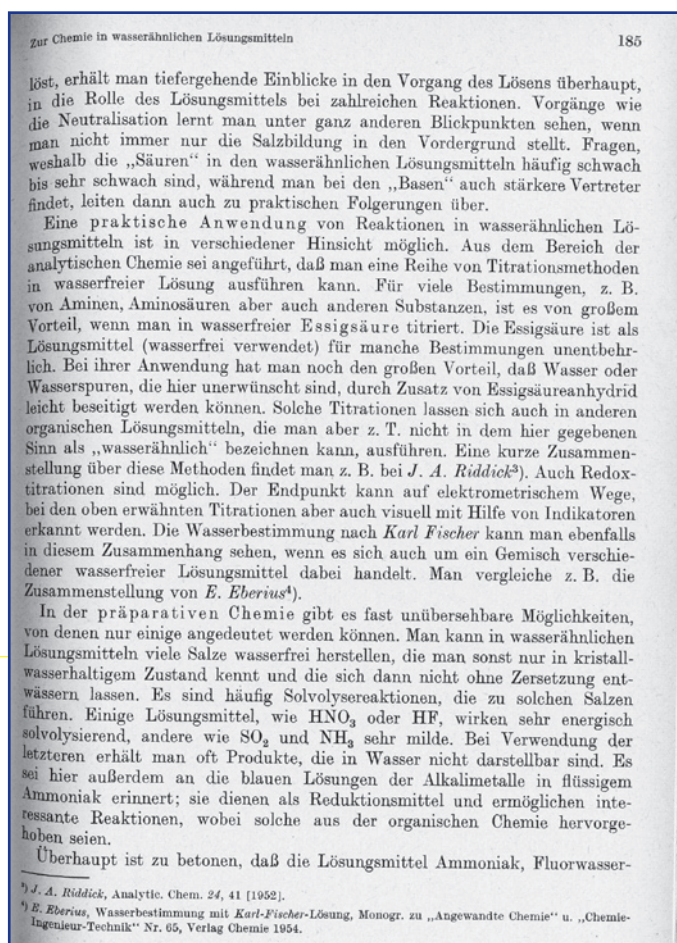 Zur Chemie in wasserähnlichen Lösungsmitteln 185
löst, erhält man tiefergehende Einblicke in den Vorgang des Lösens überhaupt,
in die Rolle des Lösungsmittels bei zahlreichen Reaktionen. Vorgänge wie
die Neutralisation lernt man unter ganz anderen Blickpunkten sehen, wenn
man nicht immer nur die Salzbildung in den Vordergrund stellt. Fragen,
weshalb die „Säuren“ in den wasserähnlichen Lösungsmitteln häufig schwach
bis sehr schwach sind, während man bei den „Basen“ auch stärkere Vertreter
findet, leiten dann auch zu praktischen Folgerungen über.
Eine praktische Anwendung von Reaktionen in wasserähnlichen Lö-
sungsmitteln ist in verschiedener Hinsicht möglich. Aus dem Bereich der
analytischen Chemie sei angeführt, daß man eine Reihe von Titrationsmethoden
in wasserfreier Lösung ausführen kann. Für viele Bestimmungen, z. B.
von Aminen, Aminosäuren aber auch anderen Substanzen, ist es von großem
Vorteil, wenn man in wasserfreier Essigsäure titriert. Die Essigsäure ist als
Lösungsmittel (wasserfrei verwendet) für manche Bestimmungen unentbehr-
lich. Bei ihrer Anwendung hat man noch den großen Vorteil, daß Wasser oder
Wasserspuren, die hier unerwünscht sind, durch Zusatz von Essigsäureanhydrid
leicht beseitigt werden können. Solche Titrationen lassen sich auch in anderen
organischen Lösungsmitteln, die man aber z. T. nicht in dem hier gegebenen
Sinn als „wasserähnlich“ bezeichnen kann, ausführen. Eine kurze Zusammen-
stellung über diese Methoden findet man z. B. bei J. A. Riddick³). Auch Redox-
titrationen sind möglich. Der Endpunkt kann auf elektrometrischem Wege,
bei den oben erwähnten Titrationen aber auch visuell mit Hilfe von Indikatoren
erkannt werden. Die Wasserbestimmung nach Karl Fischer kann man ebenfalls
in diesem Zusammenhang sehen, wenn es sich auch um ein Gemisch verschie-
dener wasserfreier Lösungsmittel dabei handelt. Man vergleiche z. B. die
Zusammenstellung von E. Eberius⁴).
In der präparativen Chemie gibt es fast unübersehbare Möglichkeiten,
von denen nur einige angedeutet werden können. Man kann in wasserähnlichen
Lösungsmitteln viele Salze wasserfrei herstellen, die man sonst nur in kristall-
wasserhaltigem Zustand kennt und die sich dann nicht ohne Zersetzung ent-
wässern lassen. Es sind häufig Solvolysereaktionen, die zu solchen Salzen
führen. Einige Lösungsmittel, wie HNO₃ oder HF, wirken sehr energisch
solvolysierend, andere wie SO₂ und NH₃ sehr milde. Bei Verwendung der
letzteren erhält man oft Produkte, die in Wasser nicht darstellbar sind. Es
sei hier außerdem an die blauen Lösungen der Alkalimetalle in flüssigem
Ammoniak erinnert; sie dienen als Reduktionsmittel und ermöglichen inte-
ressante Reaktionen, wobei solche aus der organischen Chemie hervorge-
hoben seien.
Überhaupt ist zu betonen, daß die Lösungsmittel Ammoniak, Fluorwasser-
³) J. A. Riddick, Analytic. Chem. 24, 41 [1952].
⁴) E. Eberius, Wasserbestimmung mit Karl-Fischer-Lösung, Monogr. zu „Angewandte Chemie“ u. „Chemie-
Ingenieur-Technik“ Nr. 65, Verlag Chemie 1954.